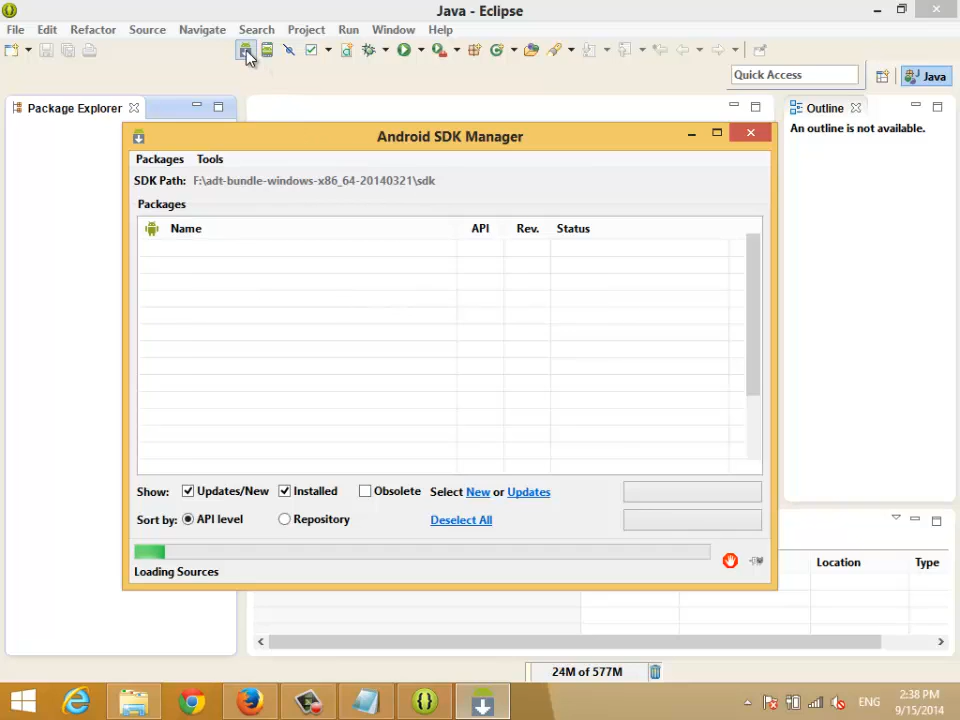 Java - Eclipse
File Edit Refactor Source Navigate Search Project Run Window Help
Quick Access
Java
Package Explorer
Outline
An outline is not available.
Android SDK Manager
Packages Tools
SDK Path: F:\adt-bundle-windows-x86_64-20140321\sdk
Packages
Name API Rev. Status
Show: Updates/New Installed Obsolete Select New or Updates
Sort by: API level Repository Deselect All
Loading Sources
Location Type
24M of 577M
ENG
2:38 PM
9/15/2014